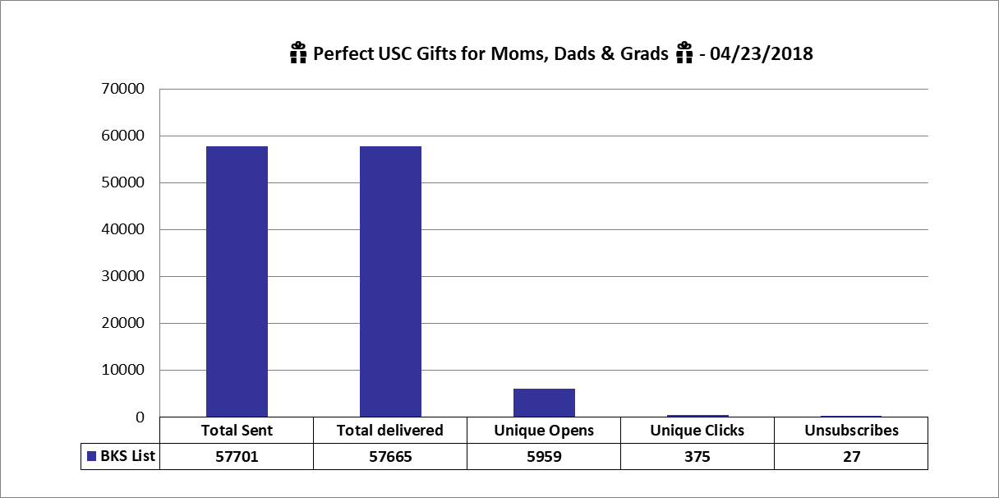 🎁 Perfect USC Gifts for Moms, Dads & Grads 🎁 - 04/23/2018
70000
60000
50000
40000
30000
20000
10000
0
Total Sent Total delivered Unique Opens Unique Clicks Unsubscribes
BKS List 57701 57665 5959 375 27